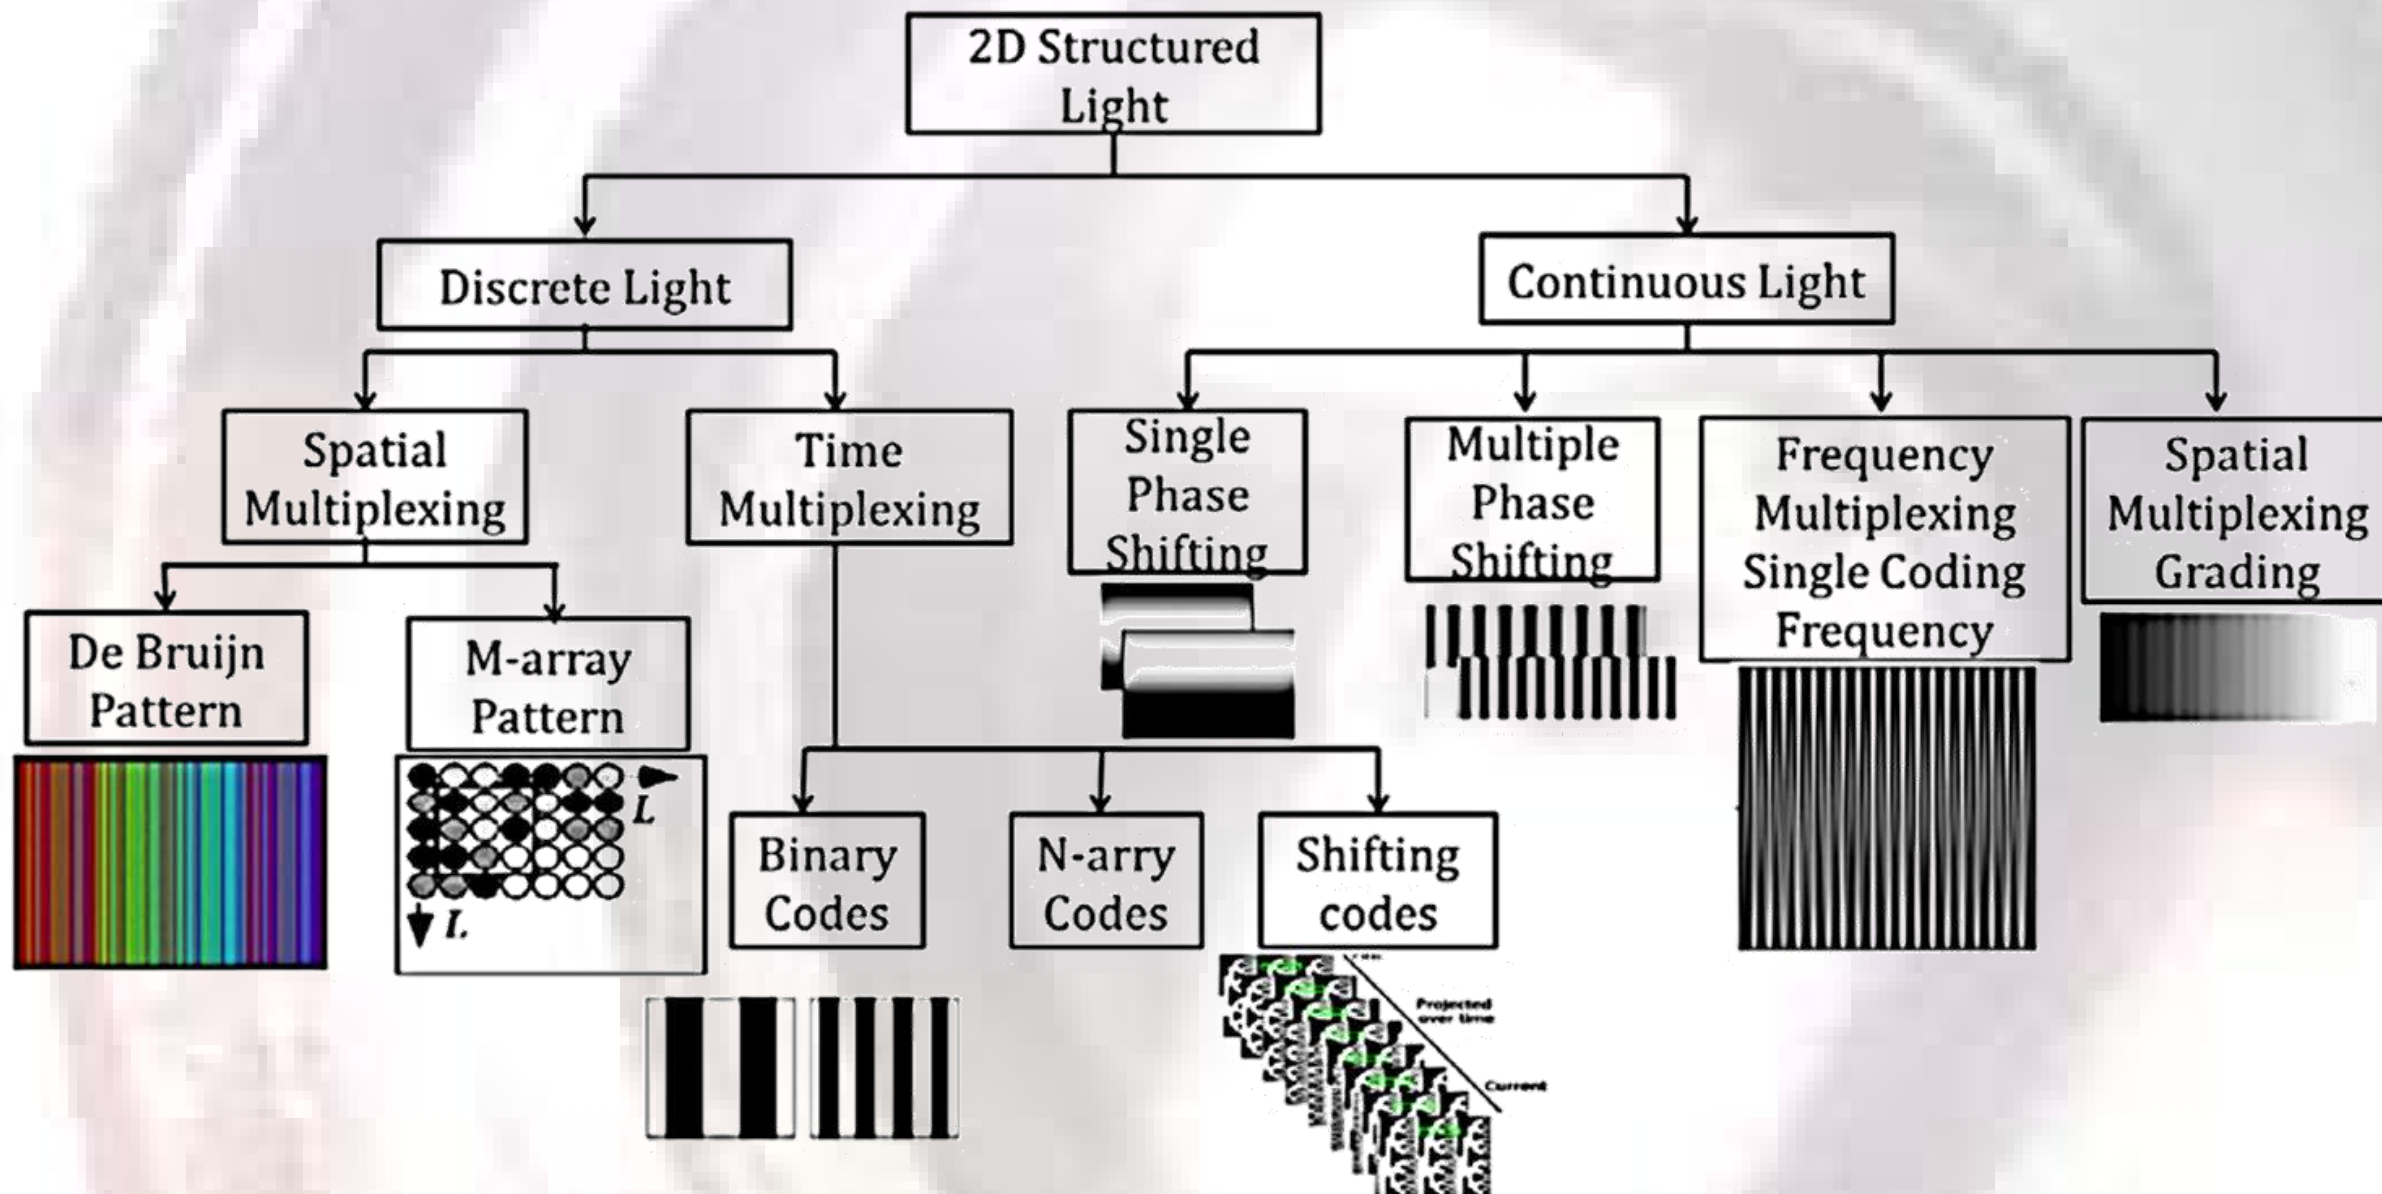 2D Structured
Light
Discrete Light
Continuous Light
Spatial
Multiplexing
Time
Multiplexing
Single
Phase
Shifting
Multiple
Phase
Shifting
Frequency
Multiplexing
Single Coding
Frequency
Spatial
Multiplexing
Grading
De Bruijn
Pattern
M-array
Pattern
L
Binary
Codes
N-arry
Codes
Shifting
codes
Projected
over time
Current